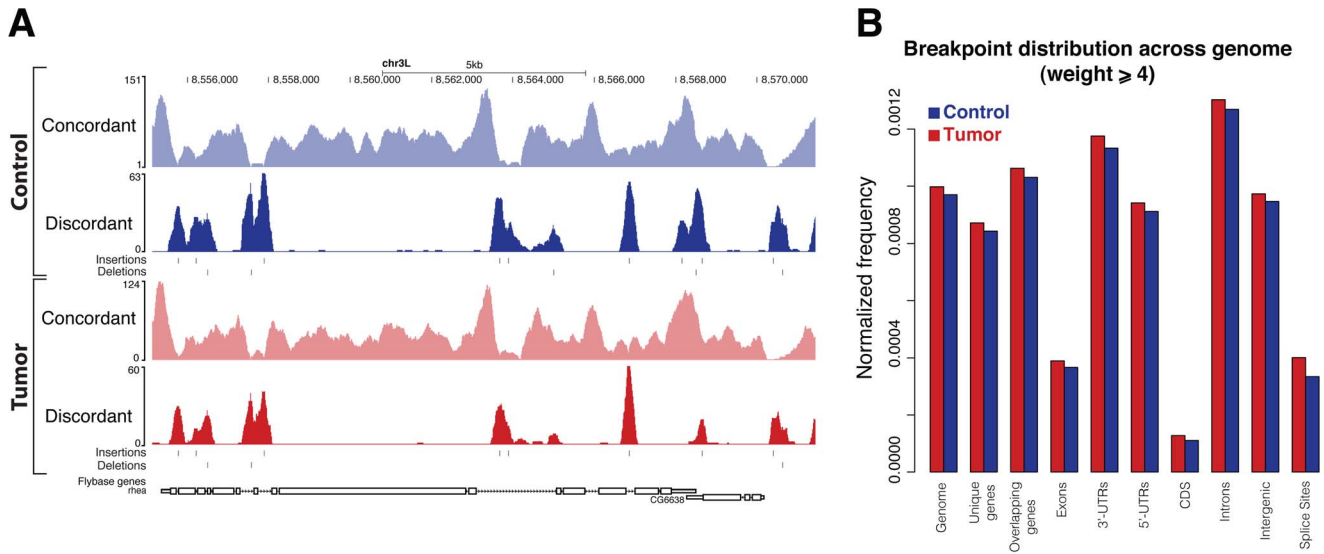 A
chr3L 5kb
8,556,000 8,558,000 8,560,000 8,562,000 8,564,000 8,566,000 8,568,000 8,570,000
Control
151
Concordant
1
63
Discordant
0
Insertions
Deletions
Tumor
124
Concordant
0
60
Discordant
0
Insertions
Deletions
Flybase genes
rhea
CG6638
B
Breakpoint distribution across genome
(weight ⩾ 4)
Control
Tumor
Normalized frequency
0.0012
0.0008
0.0004
0.0000
Genome
Unique
genes
Overlapping
genes
Exons
3'-UTRs
5'-UTRs
CDS
Introns
Intergenic
Splice Sites